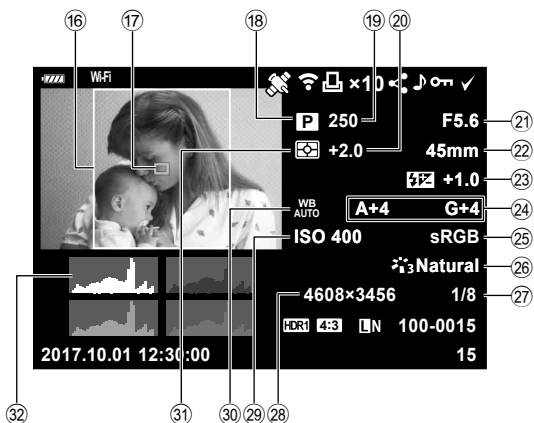 ⑯ ⑰ ⑱ ⑲ ⑳
Wi-Fi ×10
P 250 F5.6 ㉑
+2.0 45mm ㉒
+1.0 ㉓
WB AUTO A+4 G+4 ㉔
ISO 400 sRGB ㉕
3 Natural ㉖
4608×3456 1/8 ㉗
HDR1 4:3 LN 100-0015
2017.10.01 12:30:00 15
㉜ ㉛ ㉚ ㉙ ㉘